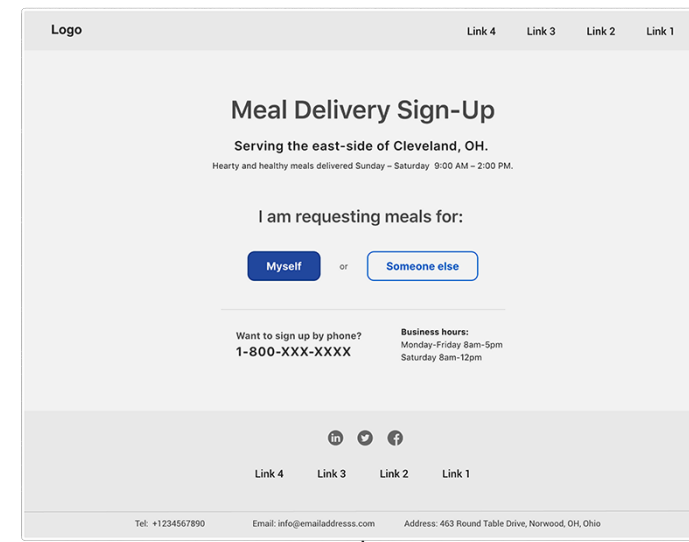 Logo
Link 4 Link 3 Link 2 Link 1
Meal Delivery Sign-Up
Serving the east-side of Cleveland, OH.
Hearty and healthy meals delivered Sunday – Saturday 9:00 AM – 2:00 PM.
I am requesting meals for:
Myself or Someone else
Want to sign up by phone?
1-800-XXX-XXXX
Business hours:
Monday-Friday 8am-5pm
Saturday 8am-12pm
in f
Link 4 Link 3 Link 2 Link 1
Tel: +1234567890 Email: info@emailaddresss.com Address: 463 Round Table Drive, Norwood, OH, Ohio